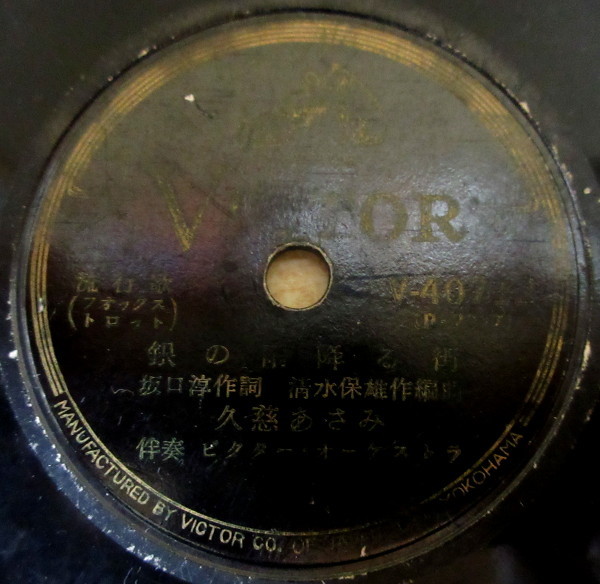 VICTOR
流行歌
(フオックス
トロット)
銀の雨降る街
坂口淳作詞 清水保雄作編曲
久慈あさみ
伴奏 ビクター・オーケストラ
MANUFACTURED BY VICTOR CO. OF YOKOHAMA